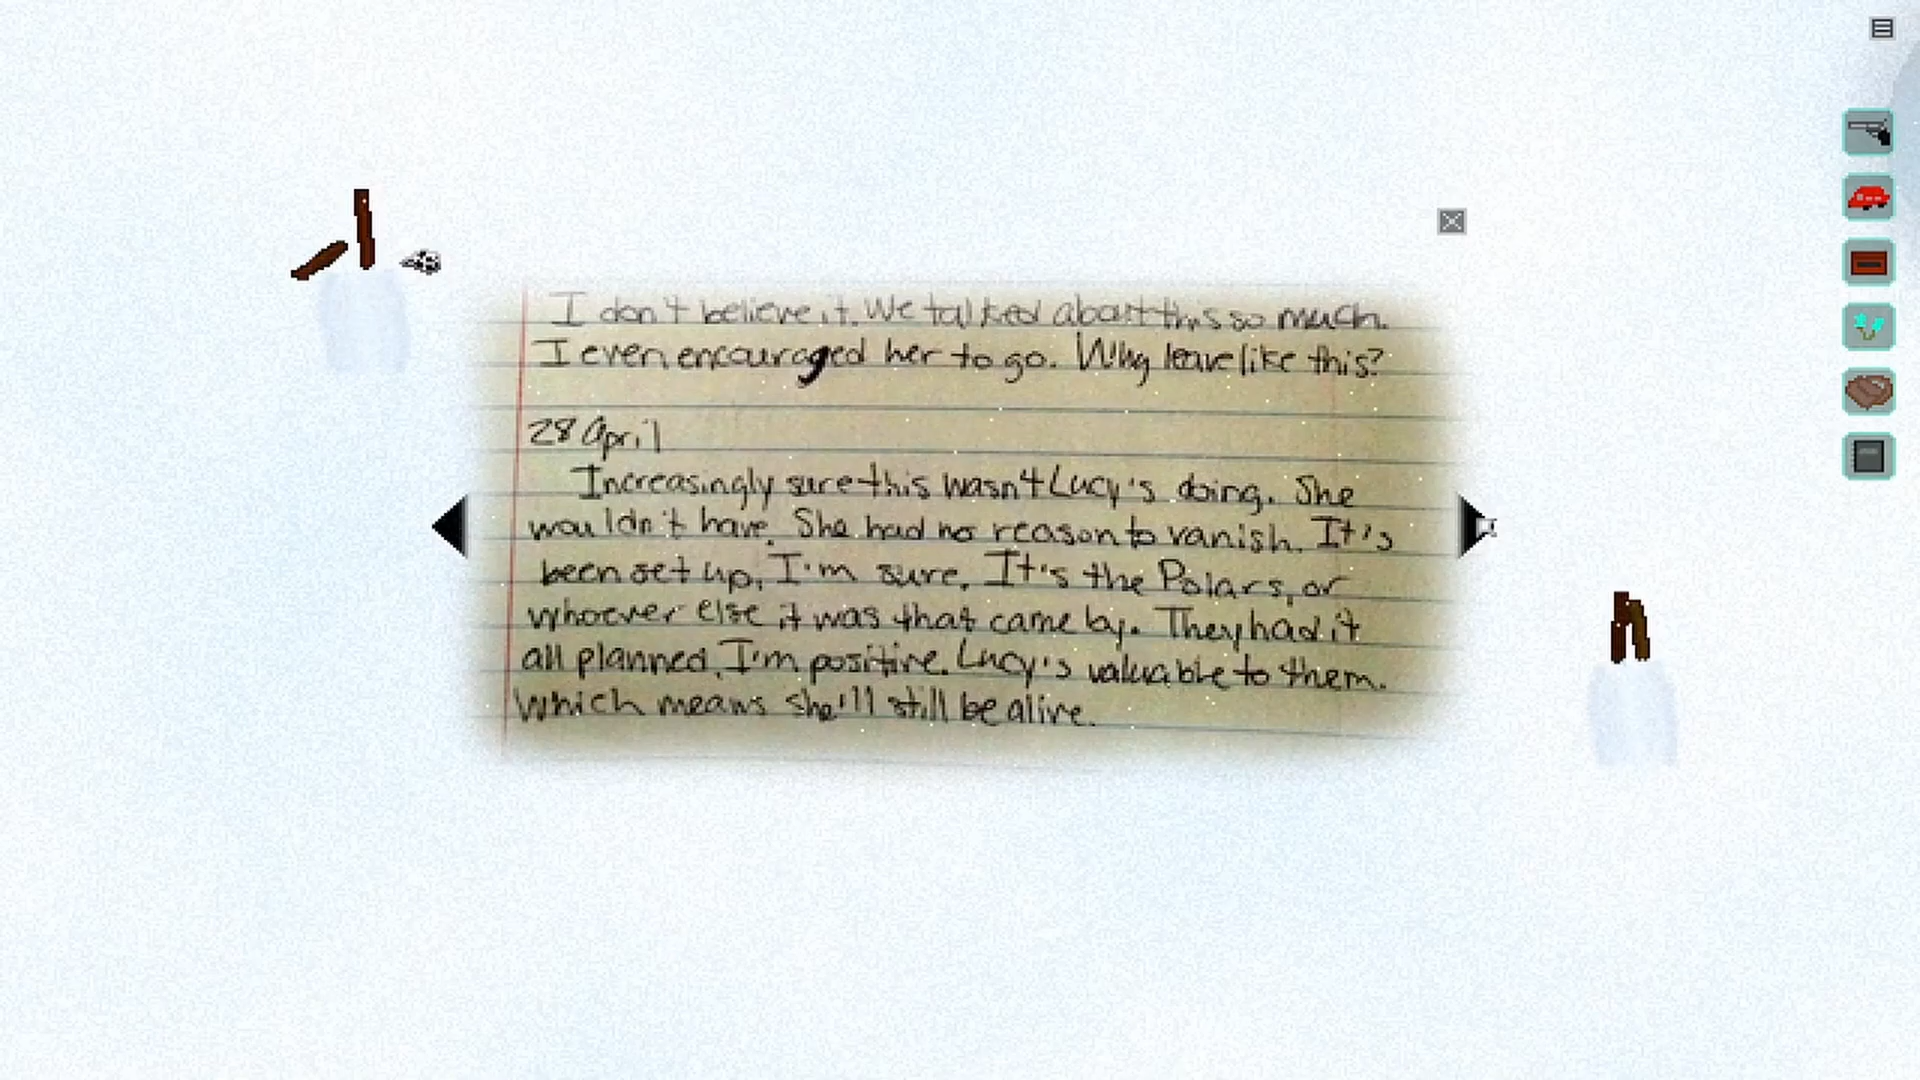 I don't believe it. We talked about this so much.
I even encouraged her to go. Why leave like this?
28 April
Increasingly sure this wasn't Lucy's doing. She
wouldn't have. She had no reason to vanish. It's
been set up, I'm sure. It's the Polars, or
whoever else it was that came by. They had it
all planned, I'm positive. Lucy's valuable to them.
Which means she'll still be alive.